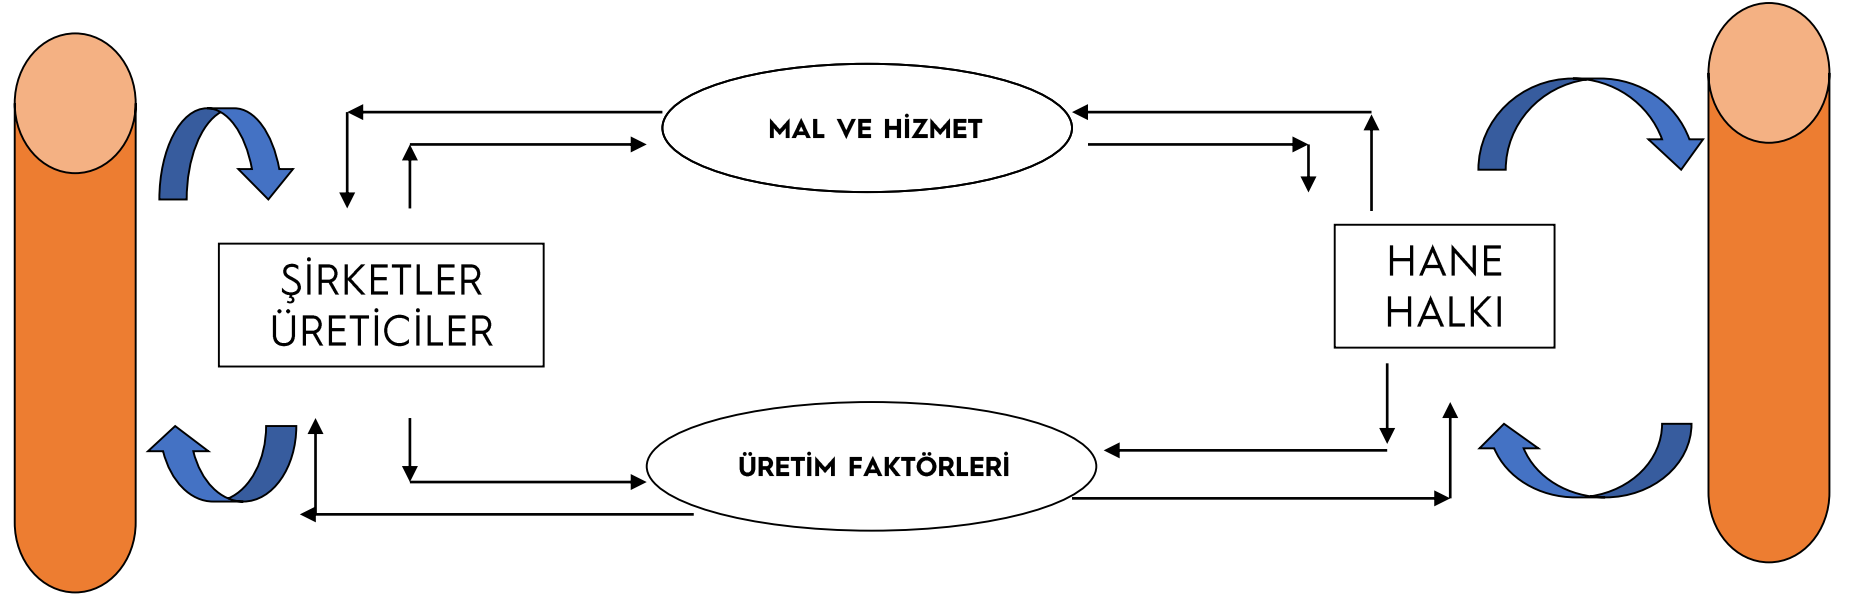 MAL VE HİZMET
ŞİRKETLER
ÜRETİCİLER
HANE
HALKI
ÜRETİM FAKTÖRLERİ